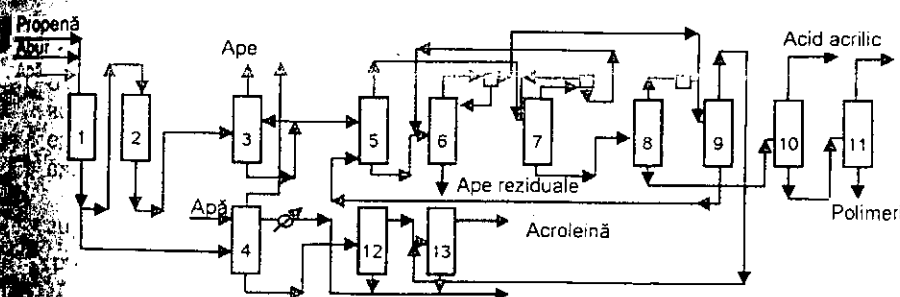 Propenă
Abur
Apă
Ape
Acid acrilic
1
2
3
5
6
7
8
9
10
11
Ape reziduale
Polimeri
Apă
4
12
13
Acroleină